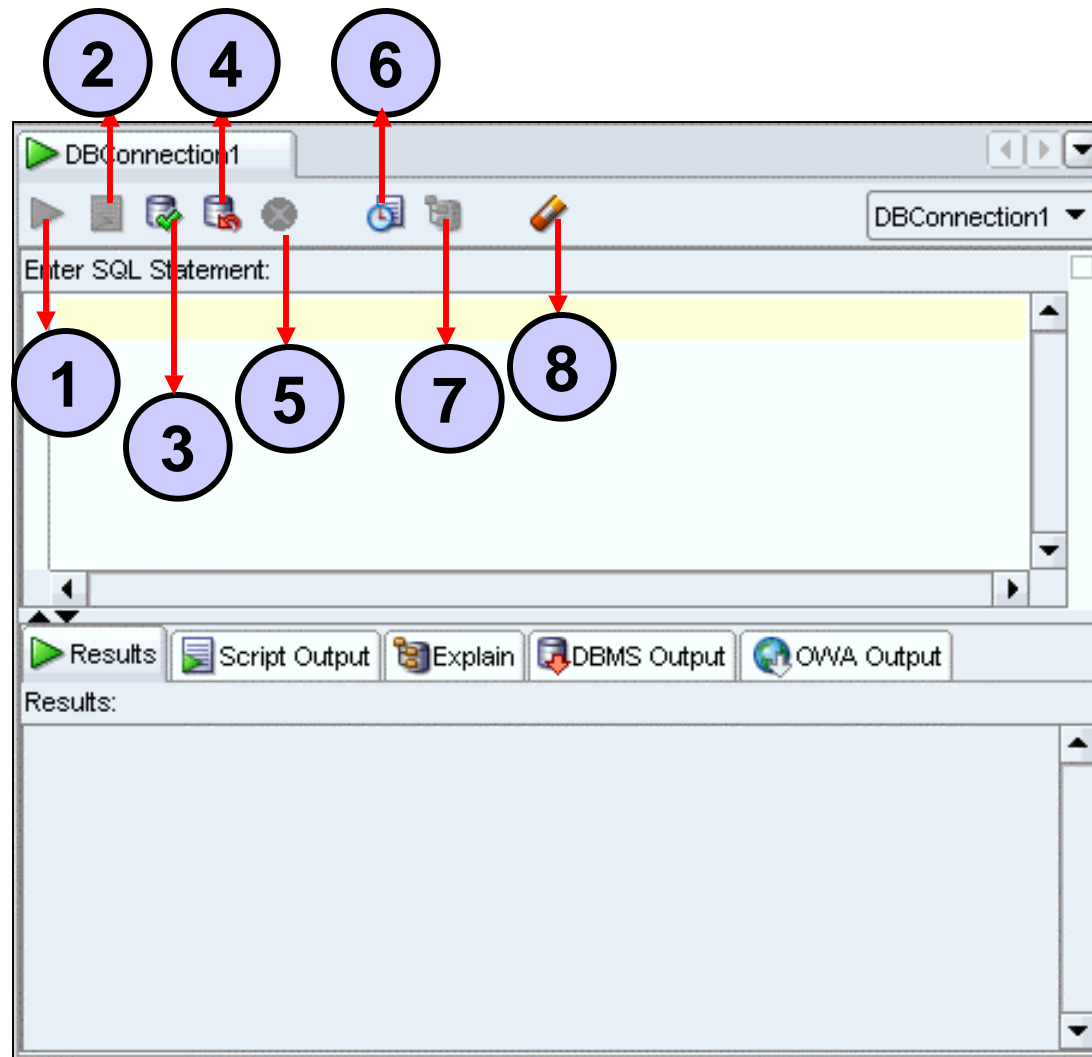 2 4 6
DBConnection1
DBConnection1
Enter SQL Statement:
1 3 5 7 8
Results Script Output Explain DBMS Output OWA Output
Results: